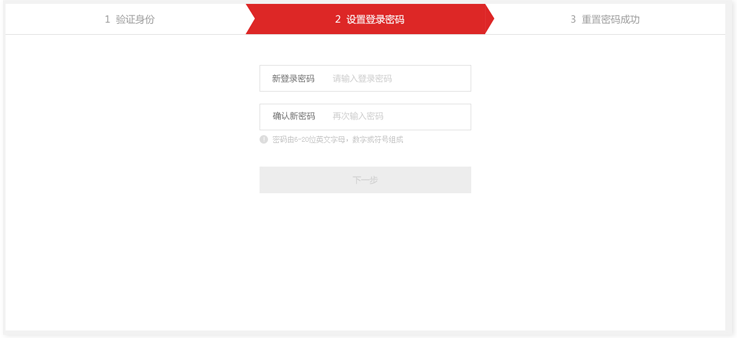 1 验证身份
2 设置登录密码
3 重置密码成功
新登录密码 请输入登录密码
确认新密码 再次输入密码
密码由6-20位英文字母，数字或符号组成
下一步